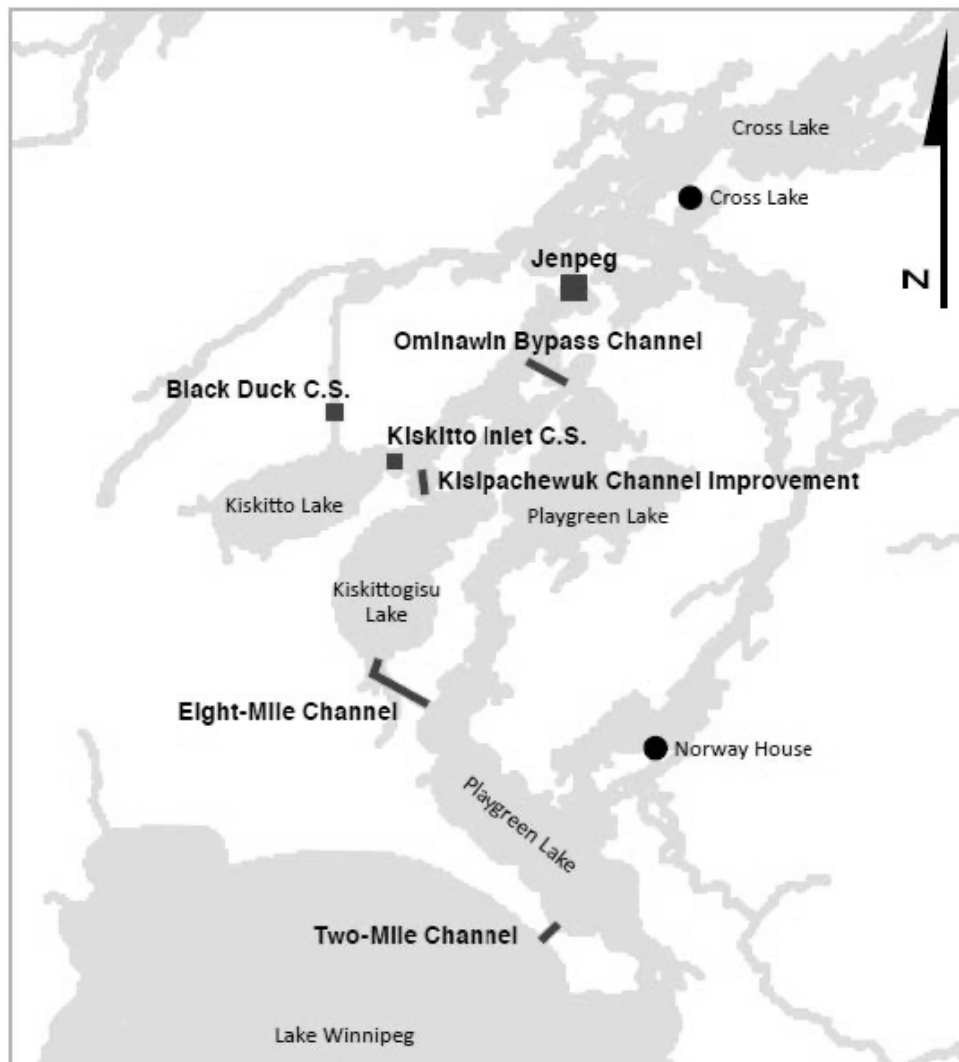 Cross Lake
Cross Lake
Jenpeg
N
Ominawin Bypass Channel
Black Duck C.S.
Kiskitto Inlet C.S.
Kisipachewuk Channel Improvement
Kiskitto Lake
Playgreen Lake
Kiskittogisu
Lake
Eight-Mile Channel
Norway House
Playgreen Lake
Two-Mile Channel
Lake Winnipeg